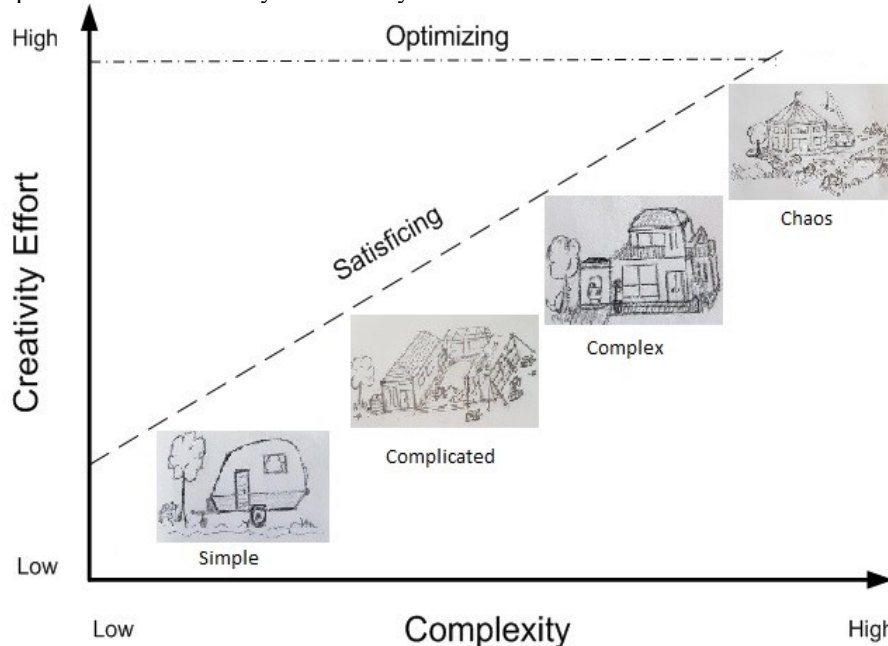 High
Optimizing
Chaos
Satisficing
Complex
Creativity Effort
Complicated
Simple
Low
Low
Complexity
High